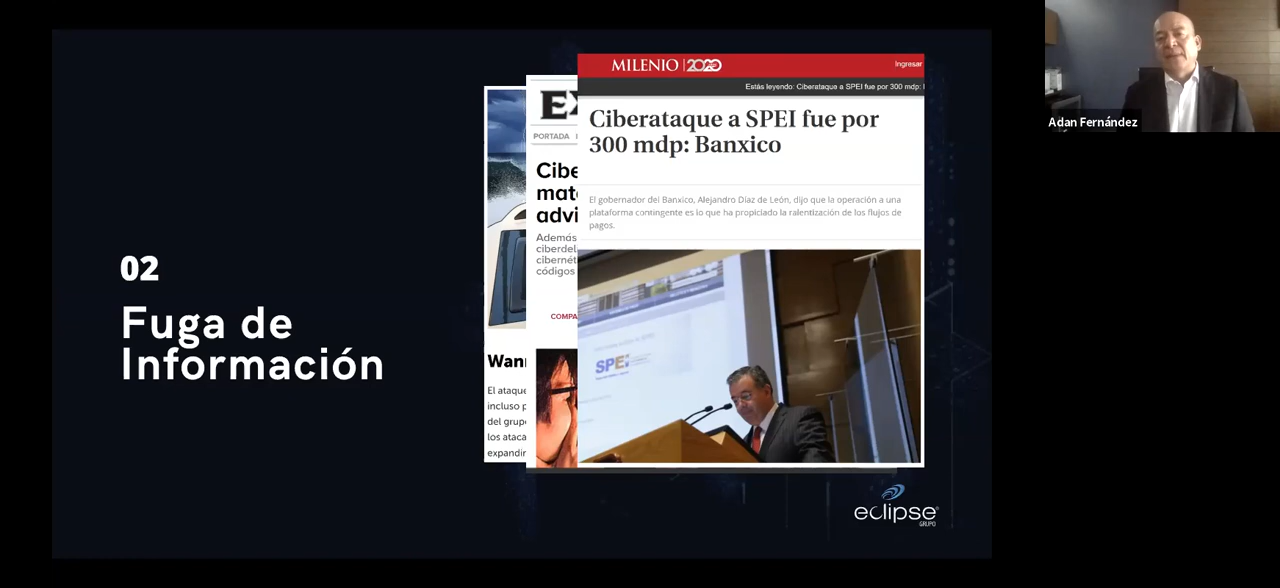 02
Fuga de
Información
MILENIO | 2020
Ingresar
Estás leyendo: Ciberataque a SPEI fue por 300 mdp:
Ciberataque a SPEI fue por
300 mdp: Banxico
El gobernador del Banxico, Alejandro Díaz de León, dijo que la operación a una
plataforma contingente es lo que ha propiciado la ralentización de los flujos de
pagos.
SPEI
EX
PORTADA
Cibe
mat
advi
Además
ciberdel
cibernét
códigos
COMPA
Wann
El ataque
incluso p
del grup
los ataca
expandir
eclipse
GRUPO
Adan Fernández